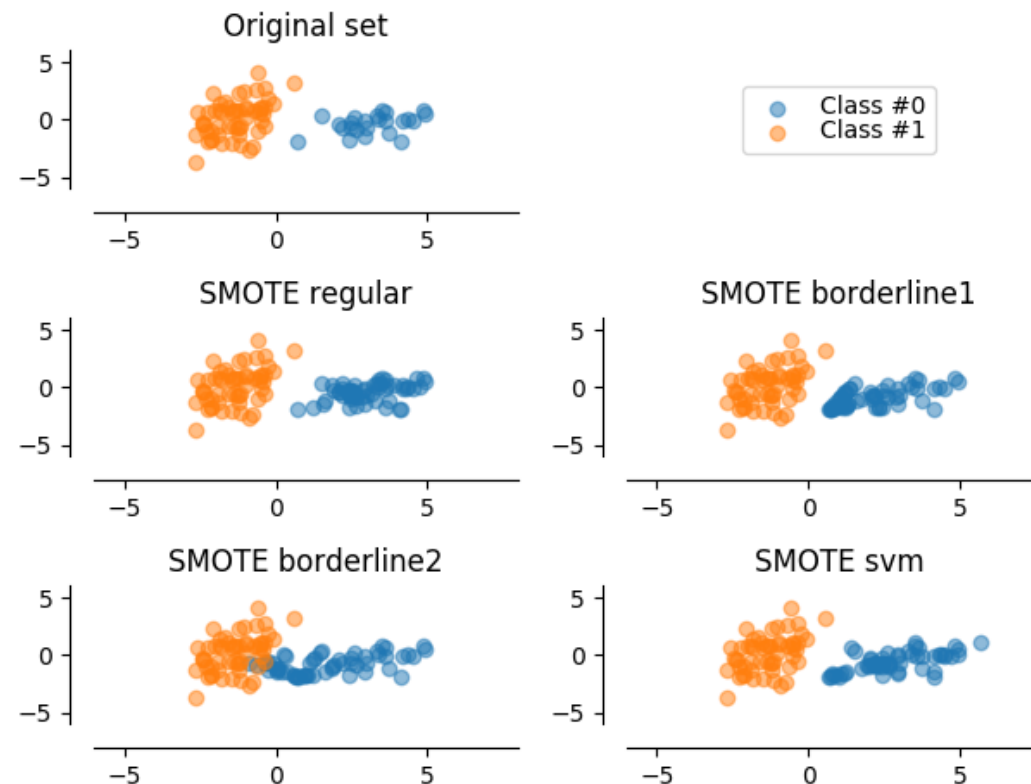 Original set
5
0
−5
−5 0 5
Class #0
Class #1
SMOTE regular
5
0
−5
−5 0 5
SMOTE borderline1
5
0
−5
−5 0 5
SMOTE borderline2
5
0
−5
−5 0 5
SMOTE svm
5
0
−5
−5 0 5